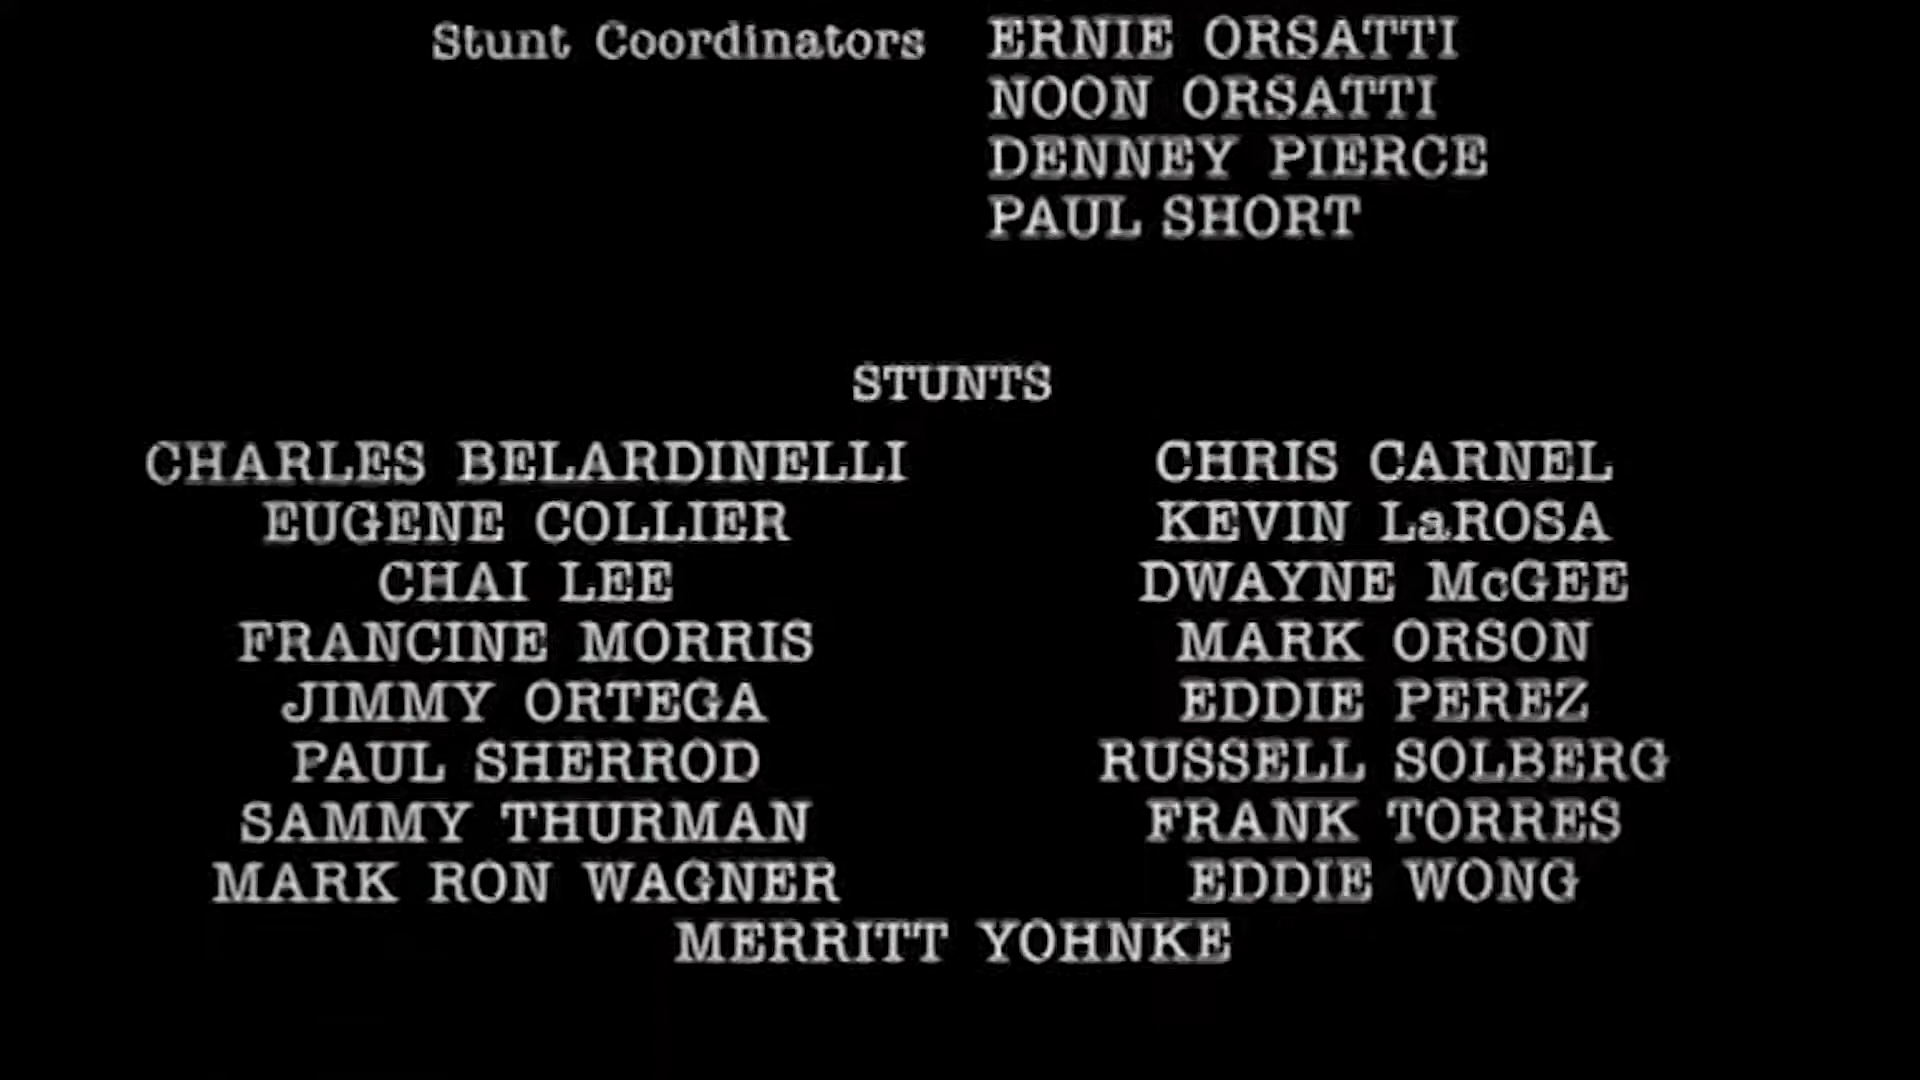 Stunt Coordinators ERNIE ORSATTI
NOON ORSATTI
DENNEY PIERCE
PAUL SHORT
STUNTS
CHARLES BELARDINELLI CHRIS CARNEL
EUGENE COLLIER KEVIN LaROSA
CHAI LEE DWAYNE McGEE
FRANCINE MORRIS MARK ORSON
JIMMY ORTEGA EDDIE PEREZ
PAUL SHERROD RUSSELL SOLBERG
SAMMY THURMAN FRANK TORRES
MARK RON WAGNER EDDIE WONG
MERRITT YOHNKE